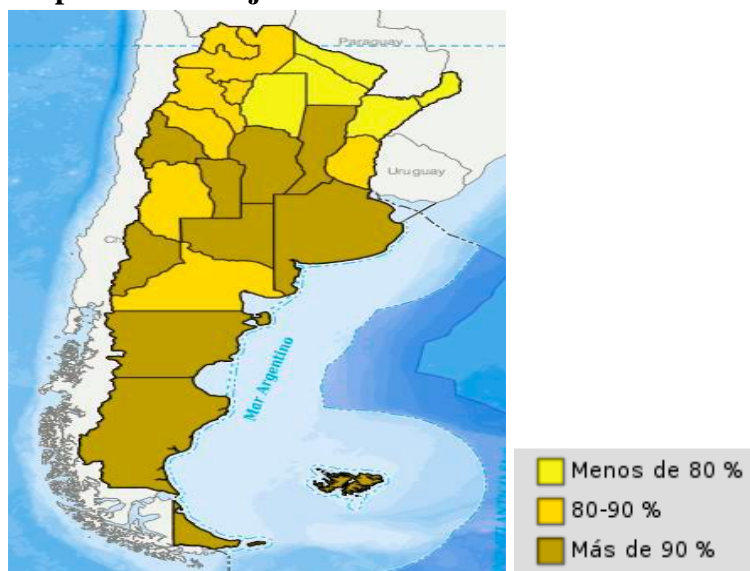 Paraguay
Uruguay
Mar Argentino
Menos de 80 %
80-90 %
Más de 90 %